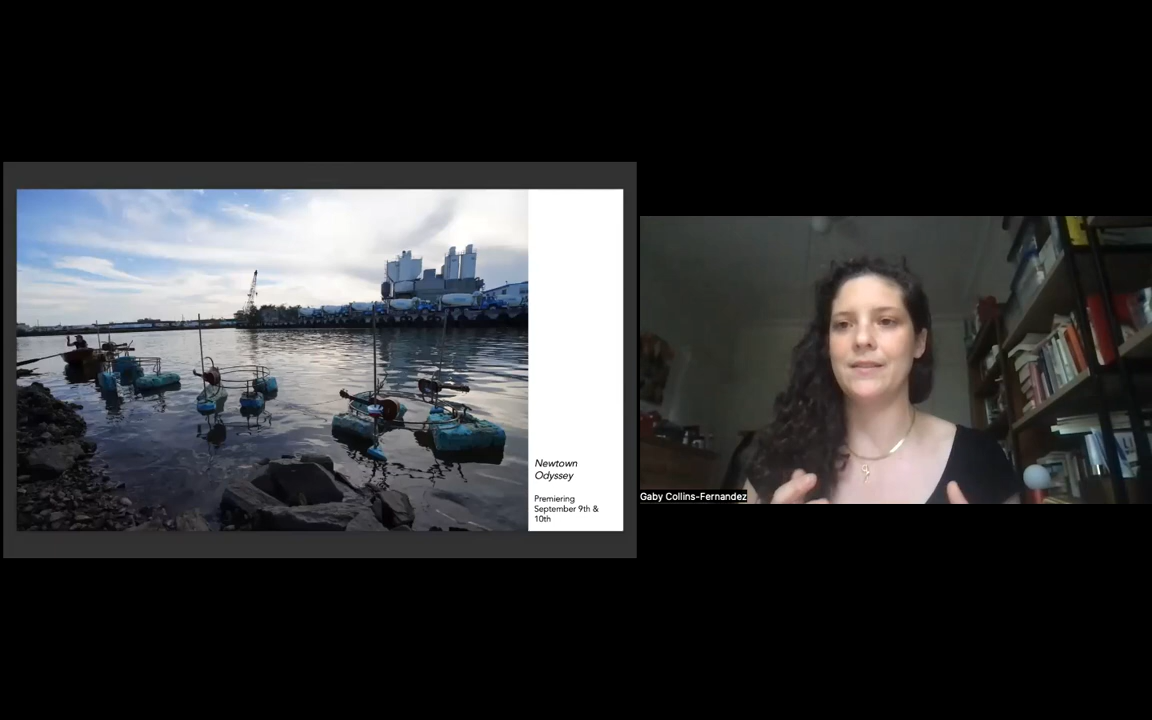 Newtown
Odyssey
Premiering
September 9th &
10th
Gaby Collins-Fernandez